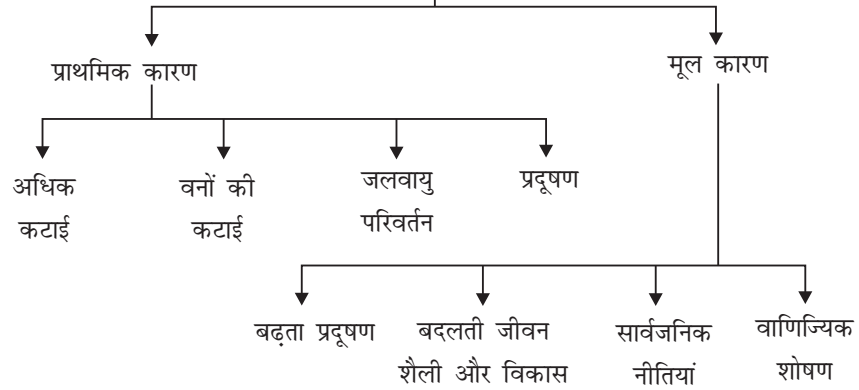 प्राथमिक कारण
मूल कारण
अधिक
कटाई
वनों की
कटाई
जलवायु
परिवर्तन
प्रदूषण
बढ़ता प्रदूषण
बदलती जीवन
शैली और विकास
सार्वजनिक
नीतियां
वाणिज्यिक
शोषण